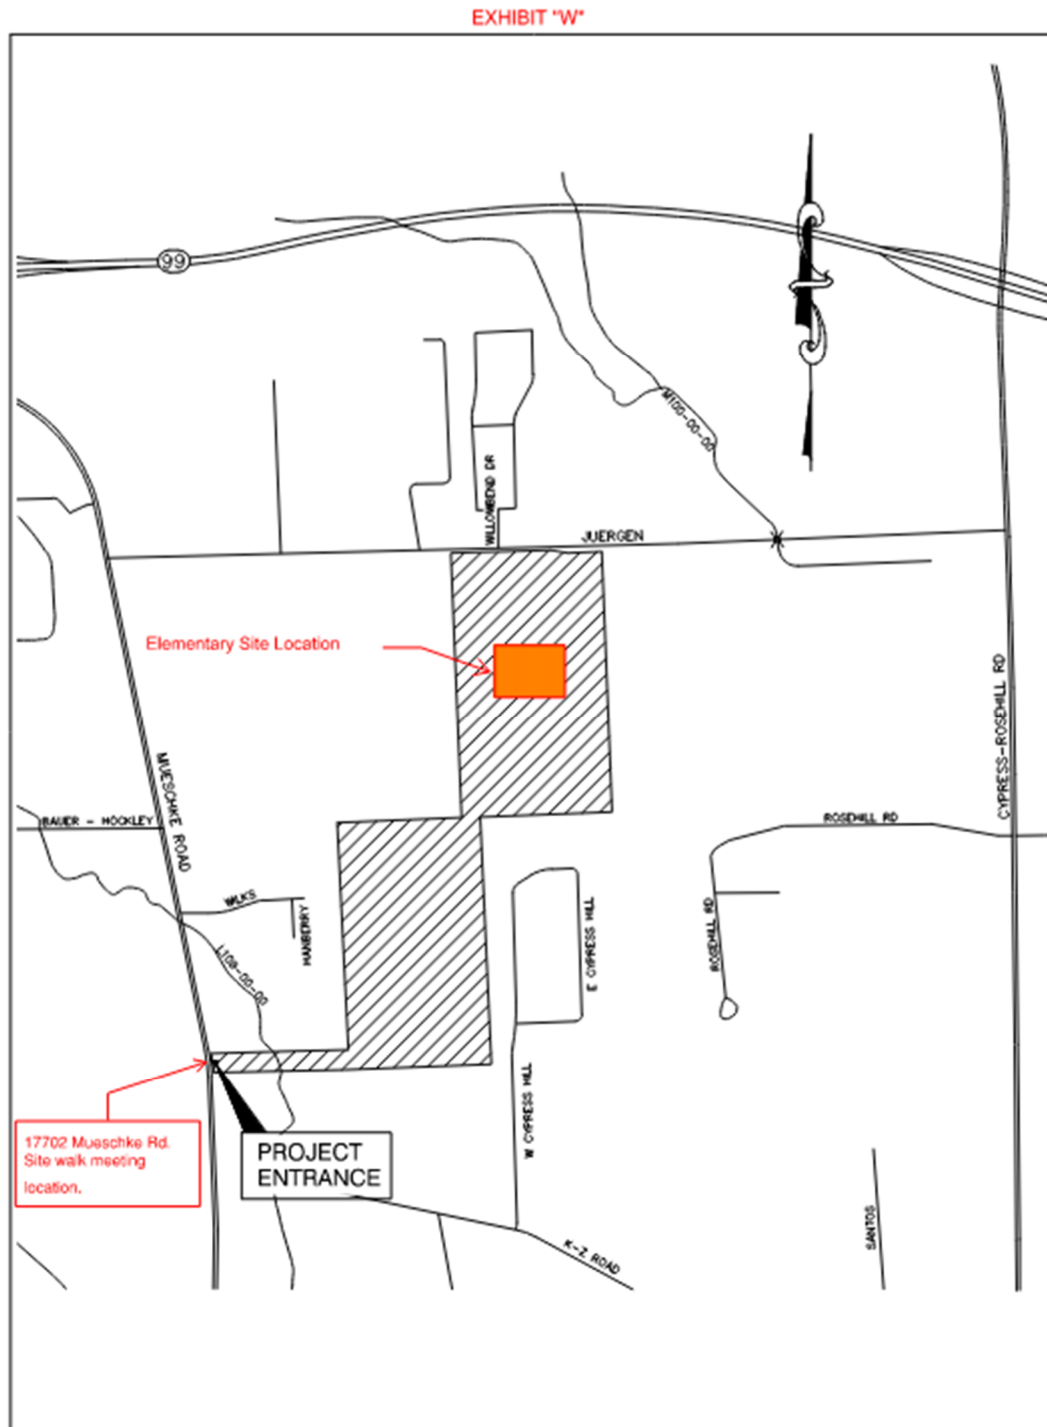 EXHIBIT "W"
99
M100-00-00
WILLOWBEND DR
JUERGEN
Elementary Site Location
CYPRESS-ROSEHILL RD
MUESCHKE ROAD
BAUER - HOCKLEY
ROSEHILL RD
WILKS
HANBERRY
E CYPRESS HILL
ROSEHILL RD
L108-00-00
W CYPRESS HILL
17702 Mueschke Rd.
Site walk meeting
location.
PROJECT
ENTRANCE
SANTOS
K-Z ROAD